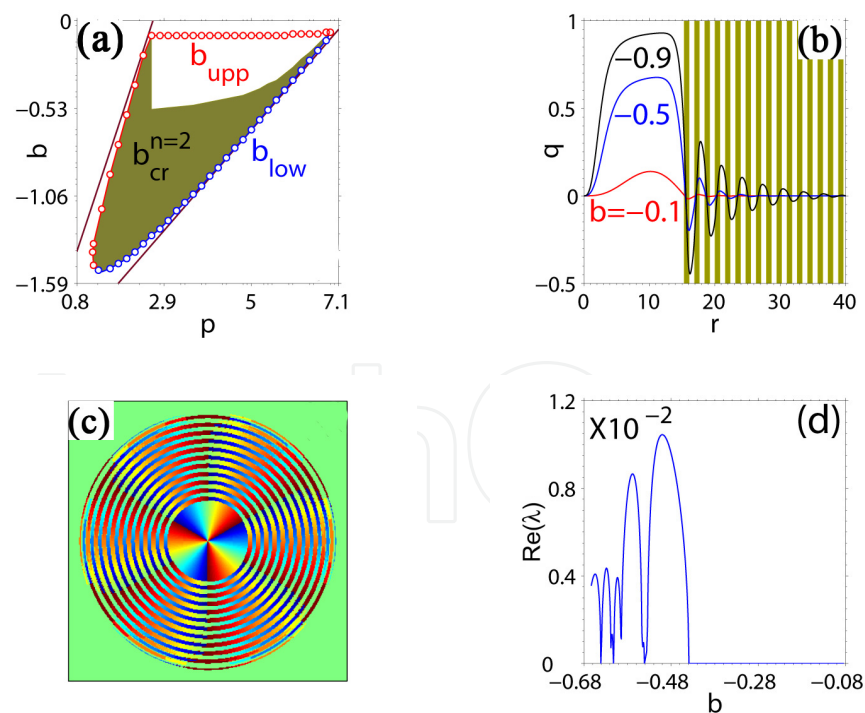 (a)
0
−0.53
−1.06
−1.59
b
b_upp
b_cr^n=2
b_low
0.8 2.9 5 7.1
p
(b)
1
0.5
0
−0.5
q
−0.9
−0.5
b=−0.1
0 10 20 30 40
r
(c)
(d)
X10^−2
1.2
0.8
0.4
0
Re(λ)
−0.68 −0.48 −0.28 −0.08
b